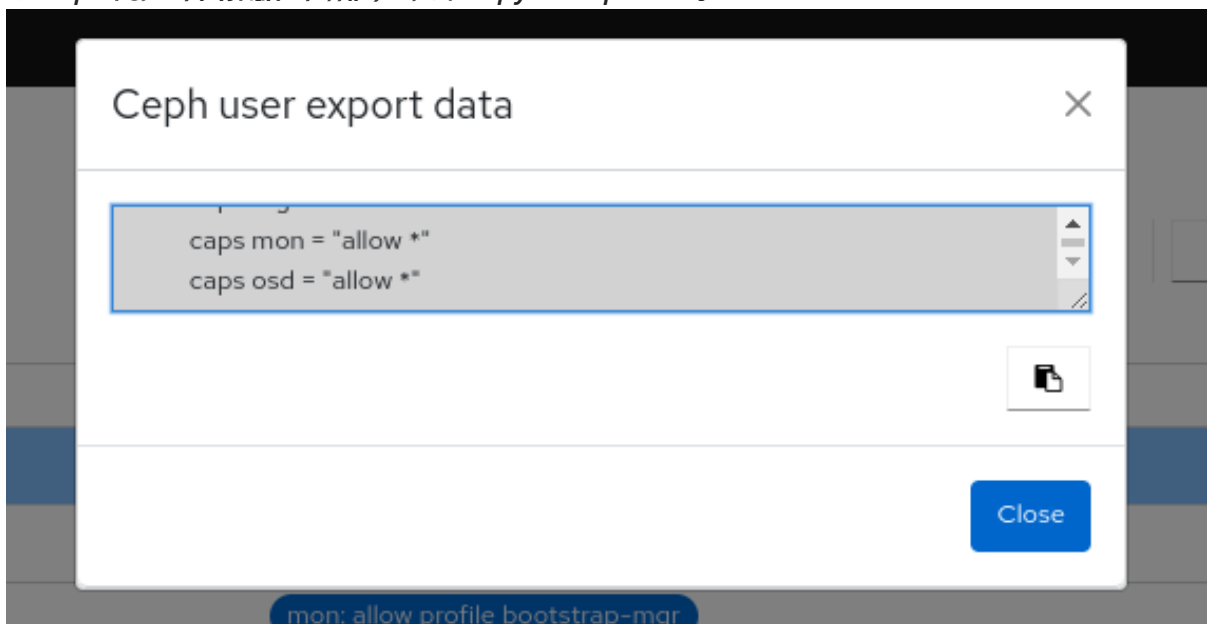 Ceph user export data
caps mon = "allow *"
caps osd = "allow *"
Close
mon: allow profile bootstrap-mgr